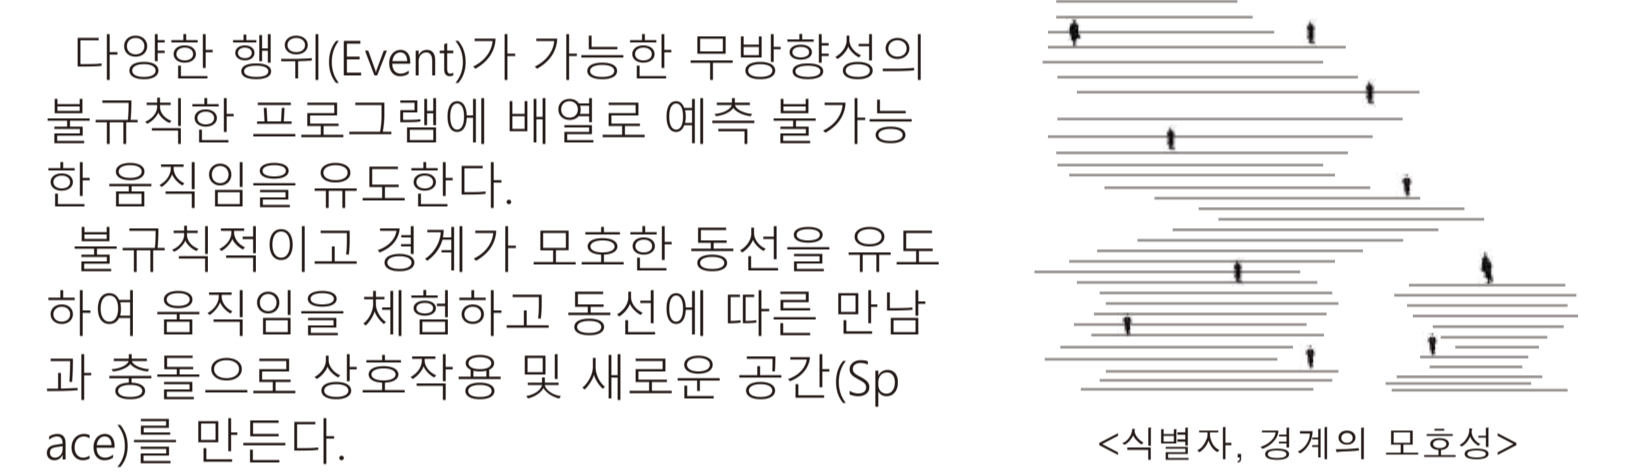 다양한 행위(Event)가 가능한 무방향성의
불규칙한 프로그램에 배열로 예측 불가능
한 움직임을 유도한다.
불규칙적이고 경계가 모호한 동선을 유도
하여 움직임을 체험하고 동선에 따른 만남
과 충돌으로 상호작용 및 새로운 공간(Sp
ace)를 만든다.
<식별자, 경계의 모호성>